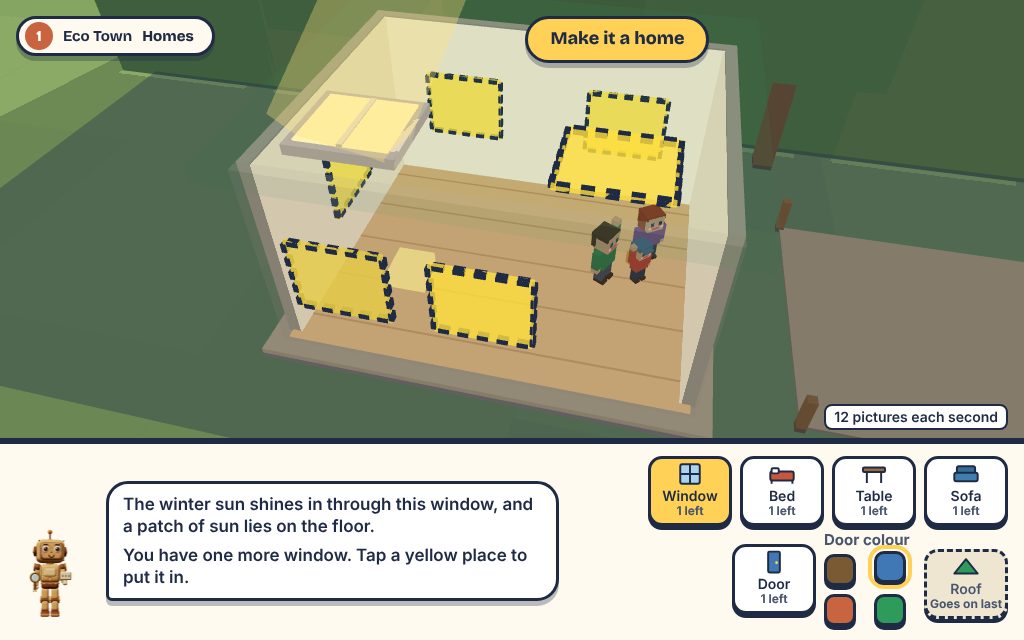 1 Eco Town Homes
Make it a home
12 pictures each second
The winter sun shines in through this window, and
a patch of sun lies on the floor.
You have one more window. Tap a yellow place to
put it in.
Window
1 left
Bed
1 left
Table
1 left
Sofa
1 left
Door
1 left
Door colour
Roof
Goes on last